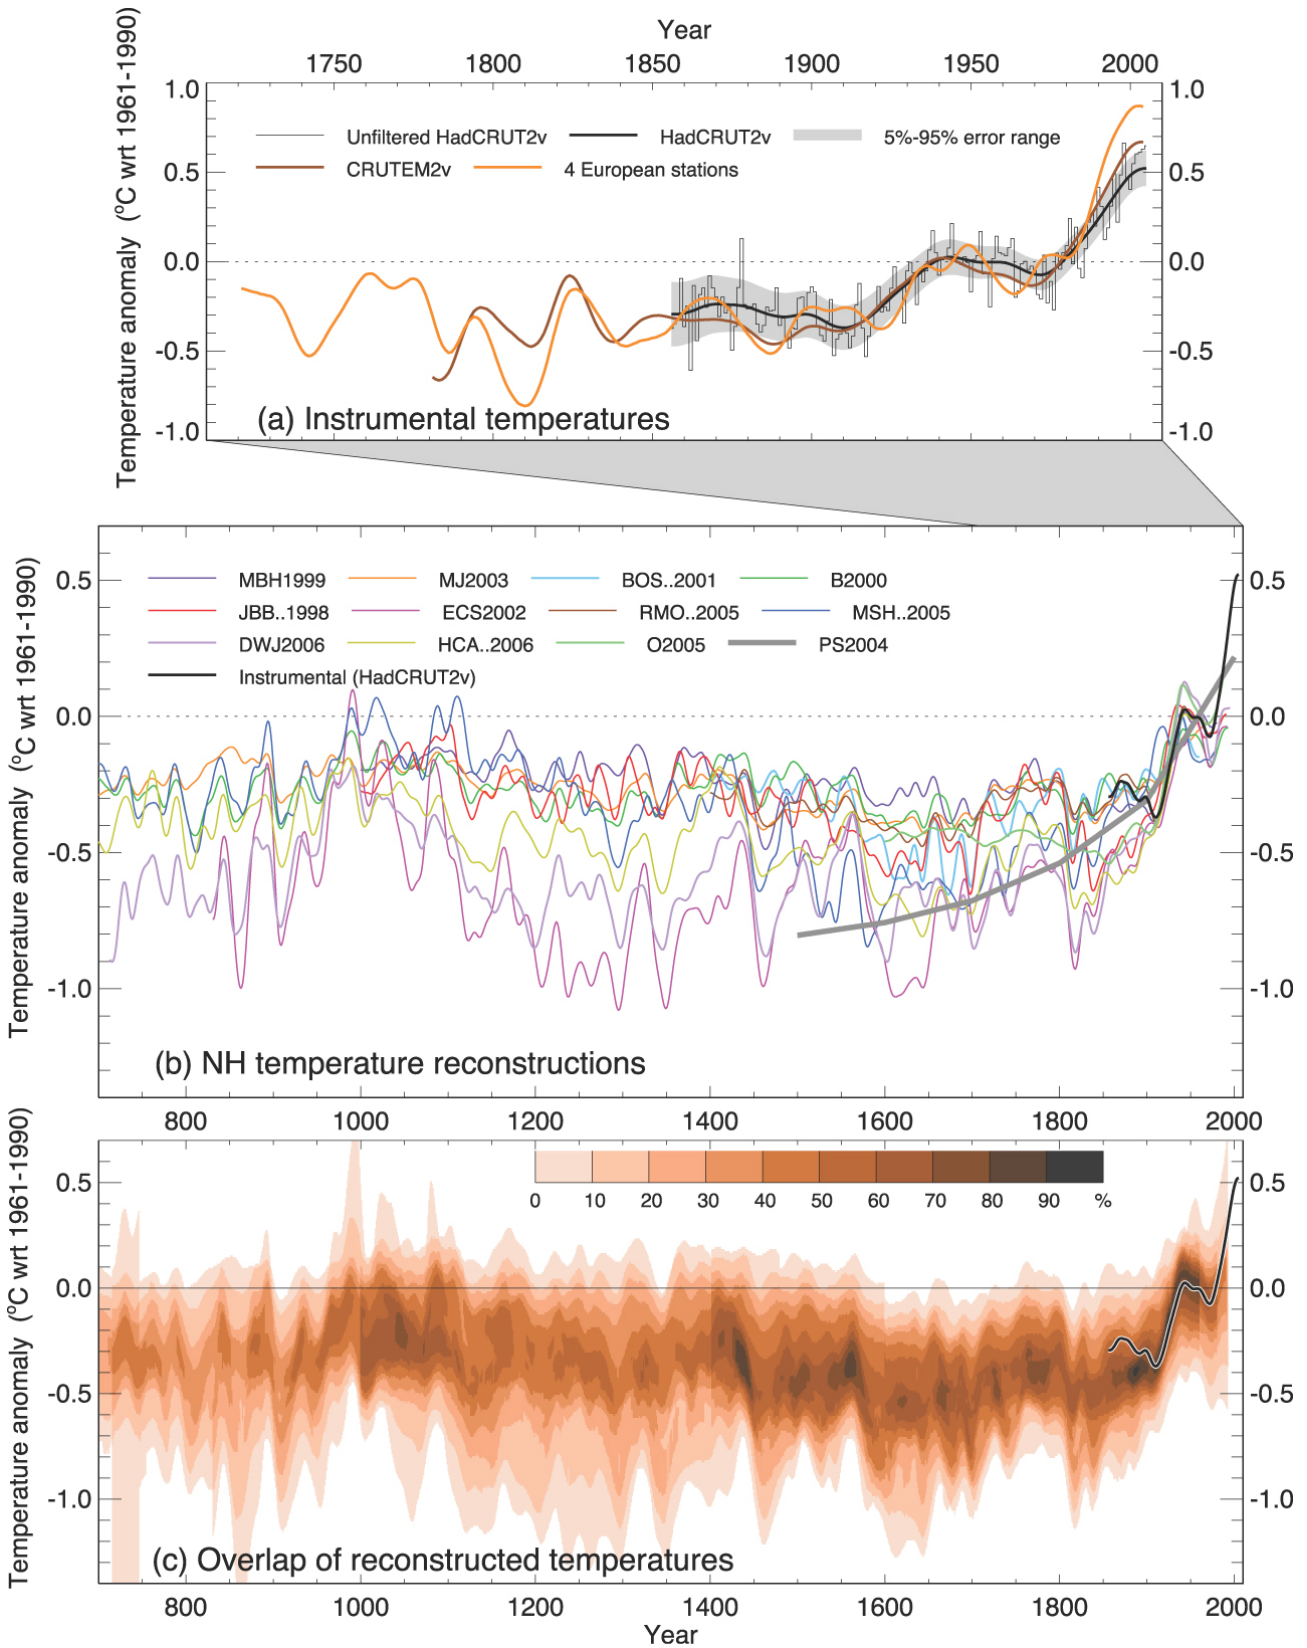 Year
1750 1800 1850 1900 1950 2000
Temperature anomaly (°C wrt 1961-1990)
1.0 1.0
Unfiltered HadCRUT2v HadCRUT2v 5%-95% error range
CRUTEM2v 4 European stations
0.5 0.5
0.0 0.0
-0.5 -0.5
(a) Instrumental temperatures
-1.0 -1.0
Temperature anomaly (°C wrt 1961-1990)
0.5 MBH1999 MJ2003 BOS..2001 B2000 0.5
JBB..1998 ECS2002 RMO..2005 MSH..2005
DWJ2006 HCA..2006 O2005 PS2004
Instrumental (HadCRUT2v)
0.0 0.0
-0.5 -0.5
-1.0 -1.0
(b) NH temperature reconstructions
800 1000 1200 1400 1600 1800 2000
Temperature anomaly (°C wrt 1961-1990)
0.5 0.5
0 10 20 30 40 50 60 70 80 90 %
0.0 0.0
-0.5 -0.5
-1.0 -1.0
(c) Overlap of reconstructed temperatures
800 1000 1200 1400 1600 1800 2000
Year